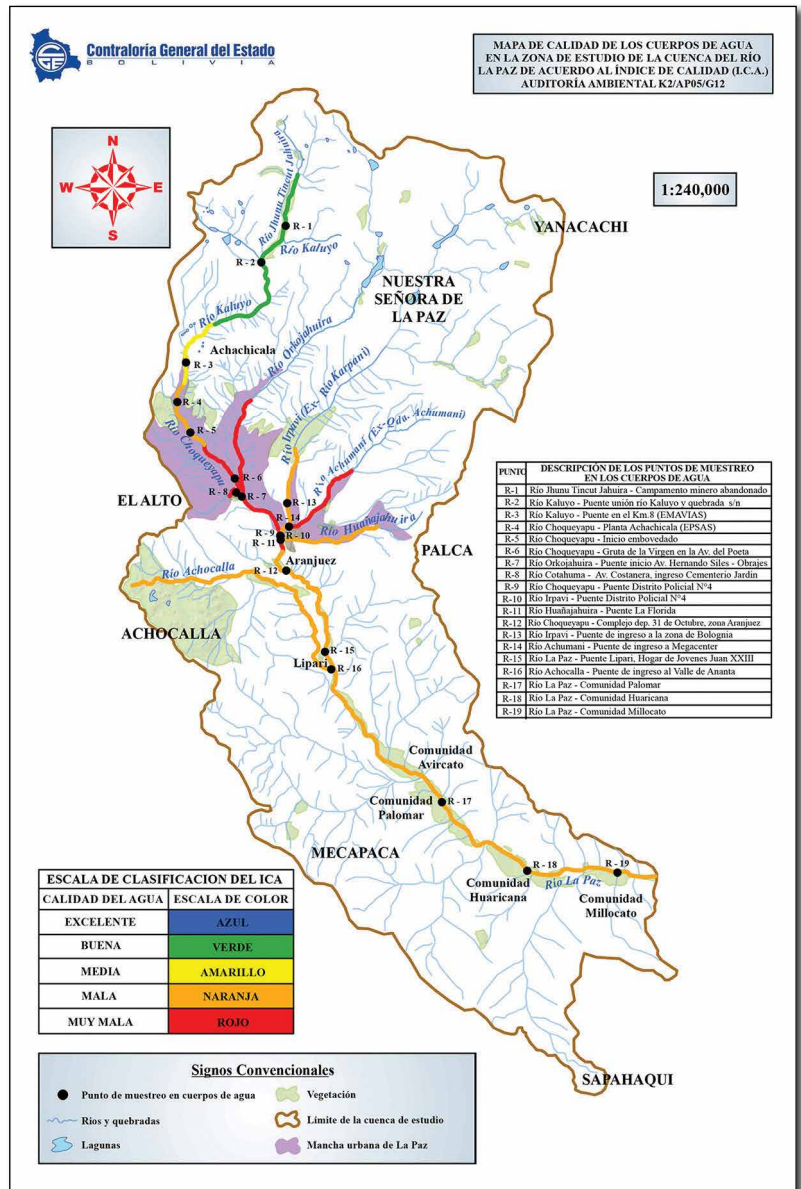 Contraloría General del Estado
BOLIVIA
MAPA DE CALIDAD DE LOS CUERPOS DE AGUA
EN LA ZONA DE ESTUDIO DE LA CUENCA DEL RÍO
LA PAZ DE ACUERDO AL ÍNDICE DE CALIDAD (I.C.A.)
AUDITORÍA AMBIENTAL K2/AP05/G12
N
W E
S
1:240,000
Río Jhunu Tincut Jahuira
R - 1
Río Kaluyo
R - 2
YANACACHI
NUESTRA
SEÑORA DE
LA PAZ
Río Kaluyo
Río Orkojahuira
Achachicala
R - 3
Río Irpavi (Ex- Río Karpani)
R - 4
Río Achumani (Ex-Qda. Achumani)
R - 5
Río Choqueyapu
R - 6
R - 8
R - 7
EL ALTO
R - 13
R - 14
Río Huañajahuira
R - 9
R - 10
R - 11
PALCA
Aranjuez
R - 12
Río Achocalla
ACHOCALLA
R - 15
Liparí
R - 16
PUNTO DESCRIPCIÓN DE LOS PUNTOS DE MUESTREO
EN LOS CUERPOS DE AGUA
R-1 Río Jhunu Tincut Jahuira - Campamento minero abandonado
R-2 Río Kaluyo - Puente unión río Kaluyo y quebrada s/n
R-3 Río Kaluyo - Puente en el Km.8 (EMAVIAS)
R-4 Río Choqueyapu - Planta Achachicala (EPSAS)
R-5 Río Choqueyapu - Inicio embovedado
R-6 Río Choqueyapu - Gruta de la Virgen en la Av. del Poeta
R-7 Río Orkojahuira - Puente inicio Av. Hernando Siles - Obrajes
R-8 Río Cotahuma - Av. Costanera, ingreso Cementerio Jardin
R-9 Río Choqueyapu - Puente Distrito Policial N°4
R-10 Río Irpavi - Puente Distrito Policial N°4
R-11 Río Huañajahuira - Puente La Florida
R-12 Río Choqueyapu - Complejo dep. 31 de Octubre, zona Aranjuez
R-13 Río Irpavi - Puente de ingreso a la zona de Bolognia
R-14 Río Achumani - Puente de ingreso a Megacenter
R-15 Río La Paz - Puente Lipari, Hogar de Jovenes Juan XXIII
R-16 Río Achocalla - Puente de ingreso al Valle de Ananta
R-17 Río La Paz - Comunidad Palomar
R-18 Río La Paz - Comunidad Huaricana
R-19 Río La Paz - Comunidad Millocato
Comunidad
Avircato
Comunidad
Palomar
R - 17
MECAPACA
R - 18
R - 19
Comunidad
Huaricana
Río La Paz
Comunidad
Millocato
SAPAHAQUI
ESCALA DE CLASIFICACION DEL ICA
CALIDAD DEL AGUA ESCALA DE COLOR
EXCELENTE AZUL
BUENA VERDE
MEDIA AMARILLO
MALA NARANJA
MUY MALA ROJO
Signos Convencionales
Punto de muestreo en cuerpos de agua
Vegetación
Ríos y quebradas
Límite de la cuenca de estudio
Lagunas
Mancha urbana de La Paz